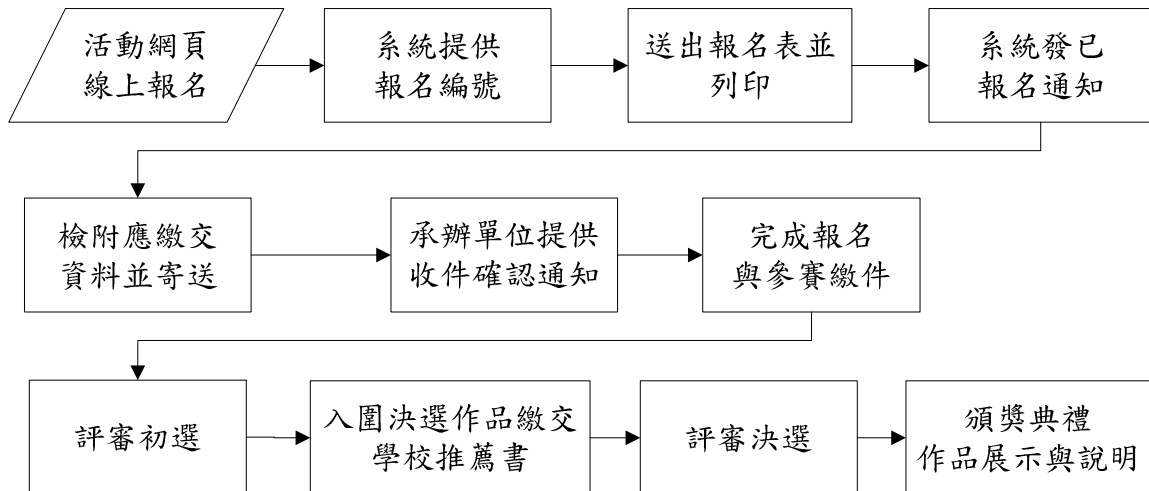 活動網頁
線上報名
系統提供
報名編號
送出報名表並
列印
系統發已
報名通知
檢附應繳交
資料並寄送
承辦單位提供
收件確認通知
完成報名
與參賽繳件
評審初選
入圍決選作品繳交
學校推薦書
評審決選
頒獎典禮
作品展示與說明